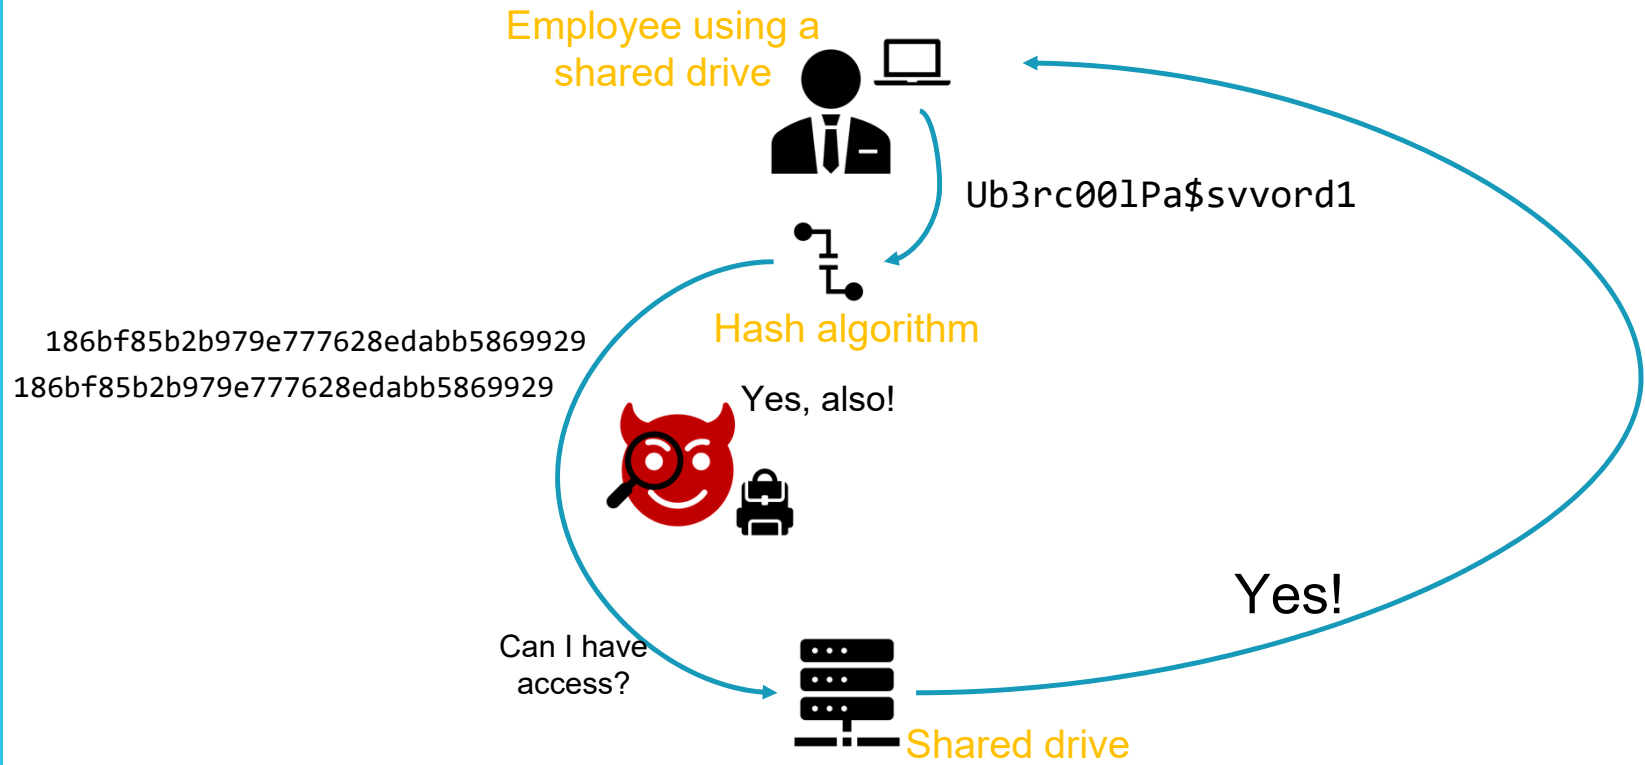 Employee using a
shared drive
Ub3rc00lPa$svvord1
Hash algorithm
186bf85b2b979e777628edabb5869929
186bf85b2b979e777628edabb5869929
Yes, also!
Yes!
Can I have
access?
Shared drive